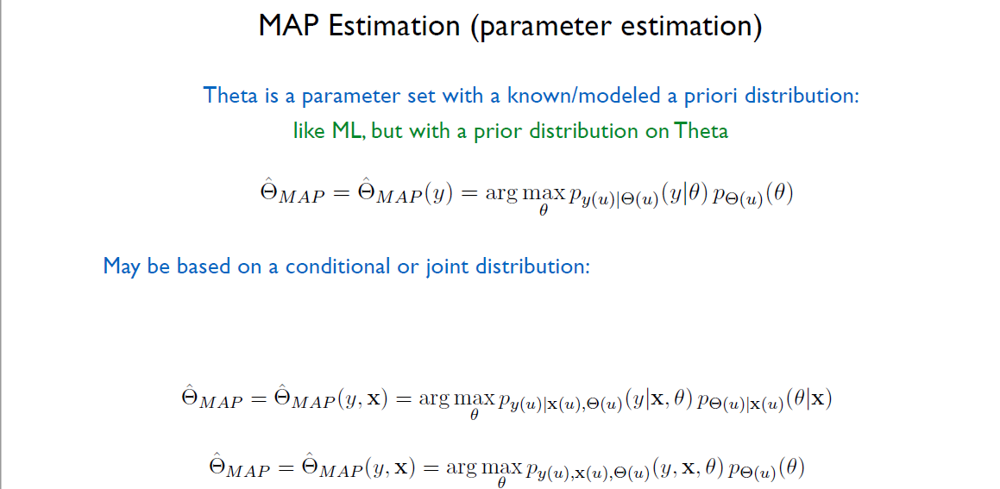 MAP Estimation (parameter estimation)
Theta is a parameter set with a known/modeled a priori distribution:
like ML, but with a prior distribution on Theta
$\hat{\Theta}_{MAP} = \hat{\Theta}_{MAP}(y) = \arg\max_{\theta} p_{y(u)|\Theta(u)}(y|\theta)\, p_{\Theta(u)}(\theta)$
May be based on a conditional or joint distribution:
$\hat{\Theta}_{MAP} = \hat{\Theta}_{MAP}(y, \mathbf{x}) = \arg\max_{\theta} p_{y(u)|\mathbf{x}(u),\Theta(u)}(y|\mathbf{x}, \theta)\, p_{\Theta(u)|\mathbf{x}(u)}(\theta|\mathbf{x})$
$\hat{\Theta}_{MAP} = \hat{\Theta}_{MAP}(y, \mathbf{x}) = \arg\max_{\theta} p_{y(u),\mathbf{x}(u),\Theta(u)}(y, \mathbf{x}, \theta)\, p_{\Theta(u)}(\theta)$